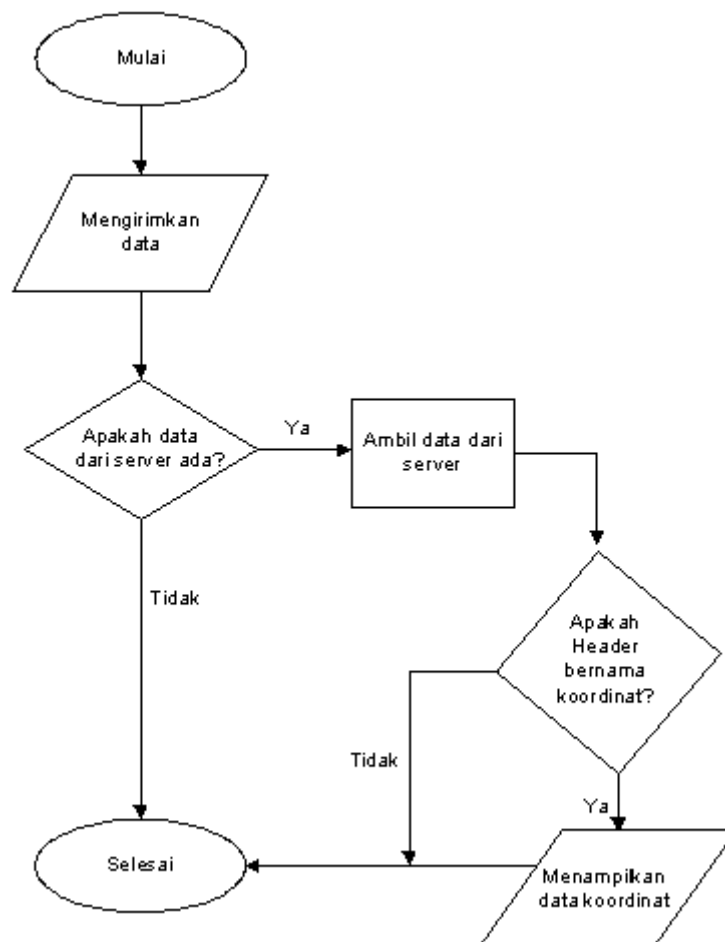 Mulai
Mengirimkan
data
Apakah data
dari server ada?
Ya
Ambil data dari
server
Tidak
Apakah
Header
bernama
koordinat?
Tidak
Ya
Selesai
Menampilkan
data koordinat